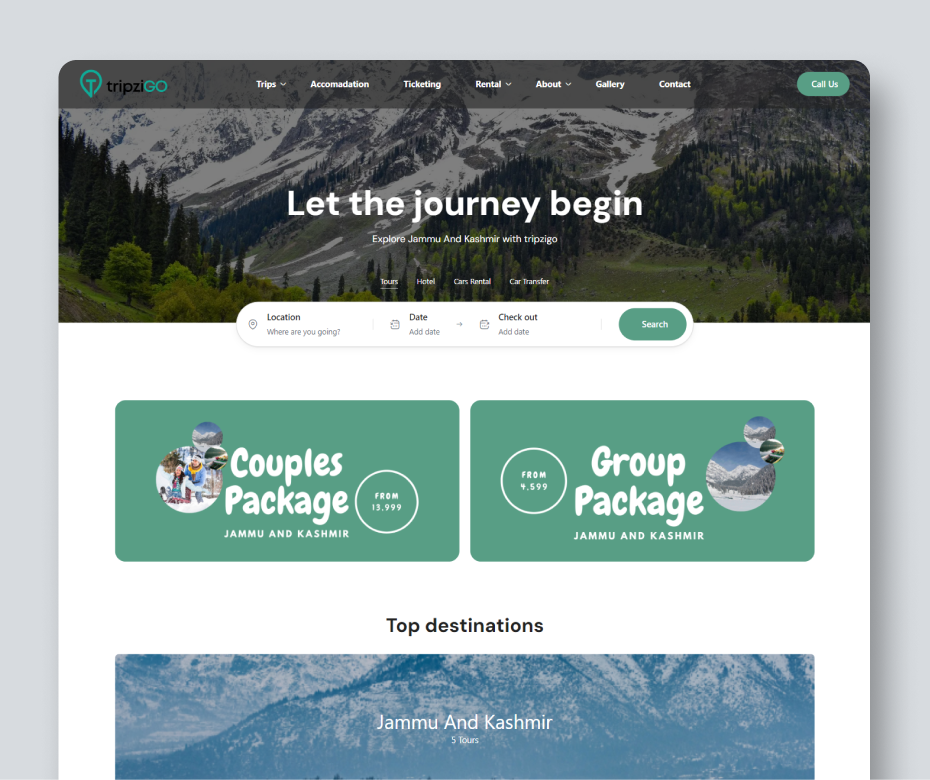 tripziGO
Trips
Accomadation
Ticketing
Rental
About
Gallery
Contact
Call Us
Let the journey begin
Explore Jammu And Kashmir with tripzigo
Tours
Hotel
Cars Rental
Car Transfer
Location
Where are you going?
Date
Add date
Check out
Add date
Search
Couples
Package
JAMMU AND KASHMIR
FROM
13,999
FROM
4,599
Group
Package
JAMMU AND KASHMIR
Top destinations
Jammu And Kashmir
5 Tours